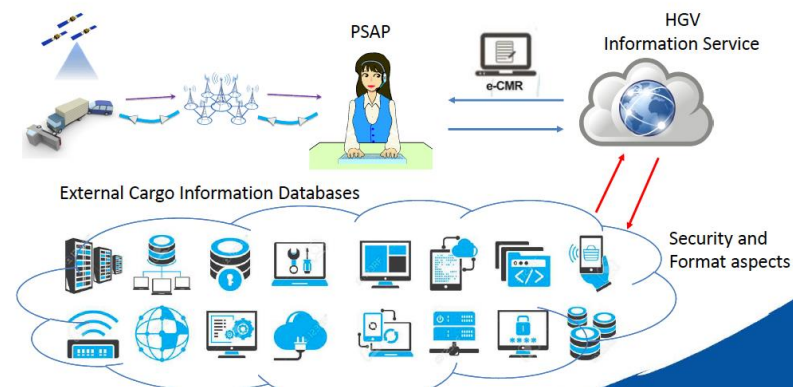 PSAP
HGV
Information Service
e-CMR
External Cargo Information Databases
Security and
Format aspects